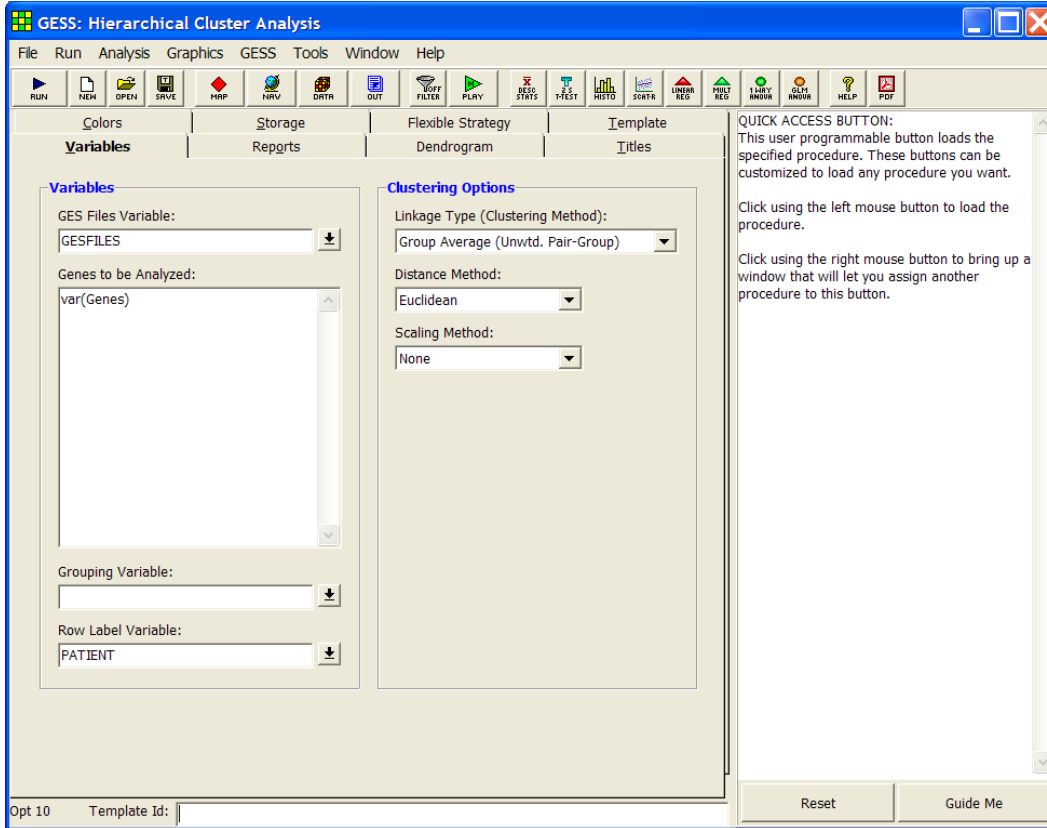 GESS: Hierarchical Cluster Analysis
File Run Analysis Graphics GESS Tools Window Help
RUN NEW OPEN SAVE MAP NAV DATA OUT OFF FILTER PLAY X DESC STATS T 2 S T-TEST HISTO SCAT-R LINEAR REG MULT REG 1 WAY ANOVA GLM ANOVA HELP PDF
Colors Storage Flexible Strategy Template
Variables Reports Dendrogram Titles
Variables
GES Files Variable:
GESFILES
Genes to be Analyzed:
var(Genes)
Grouping Variable:
Row Label Variable:
PATIENT
Clustering Options
Linkage Type (Clustering Method):
Group Average (Unwtd. Pair-Group)
Distance Method:
Euclidean
Scaling Method:
None
QUICK ACCESS BUTTON:
This user programmable button loads the
specified procedure. These buttons can be
customized to load any procedure you want.
Click using the left mouse button to load the
procedure.
Click using the right mouse button to bring up a
window that will let you assign another
procedure to this button.
Opt 10 Template Id:
Reset Guide Me